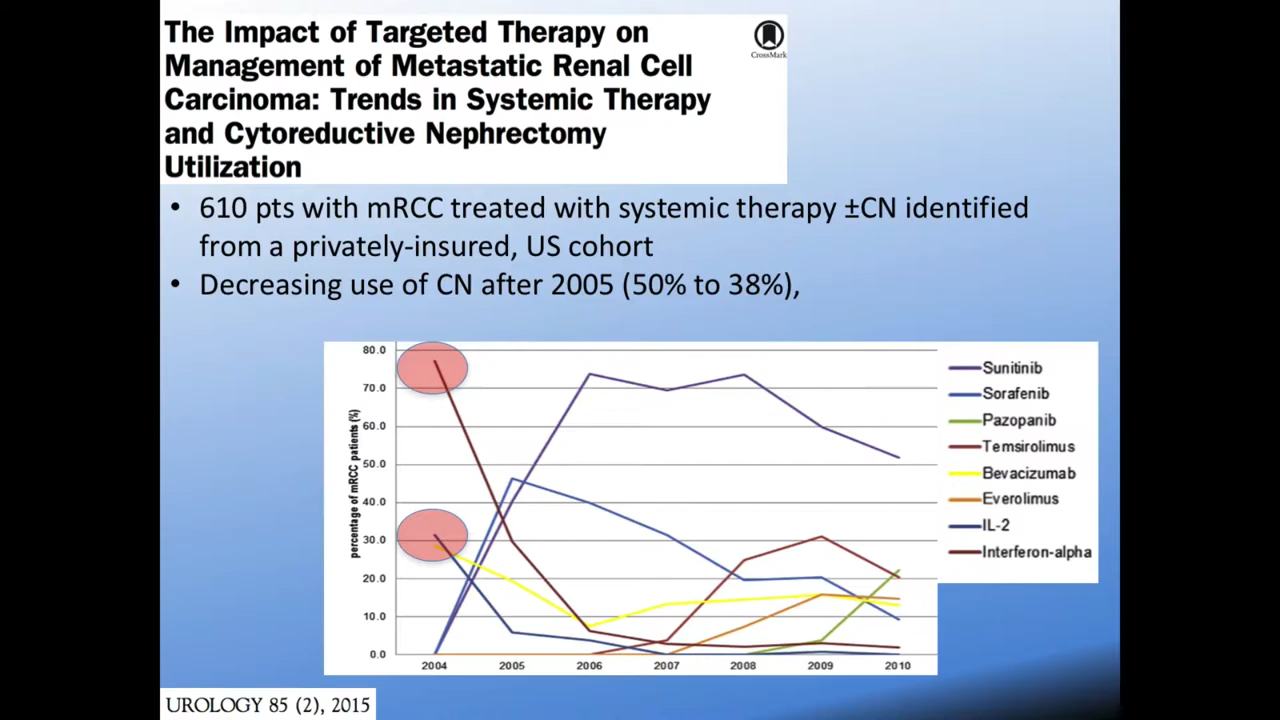 The Impact of Targeted Therapy on
Management of Metastatic Renal Cell
Carcinoma: Trends in Systemic Therapy
and Cytoreductive Nephrectomy
Utilization
CrossMark
• 610 pts with mRCC treated with systemic therapy ±CN identified
from a privately-insured, US cohort
• Decreasing use of CN after 2005 (50% to 38%),
percentage of mRCC patients (%)
80.0
70.0
60.0
50.0
40.0
30.0
20.0
10.0
0.0
2004 2005 2006 2007 2008 2009 2010
Sunitinib
Sorafenib
Pazopanib
Temsirolimus
Bevacizumab
Everolimus
IL-2
Interferon-alpha
UROLOGY 85 (2), 2015